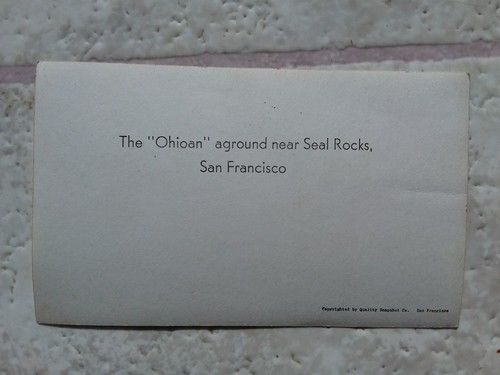 The "Ohioan" aground near Seal Rocks,
San Francisco
Copyrighted by Quality Snapshot Co. San Francisco